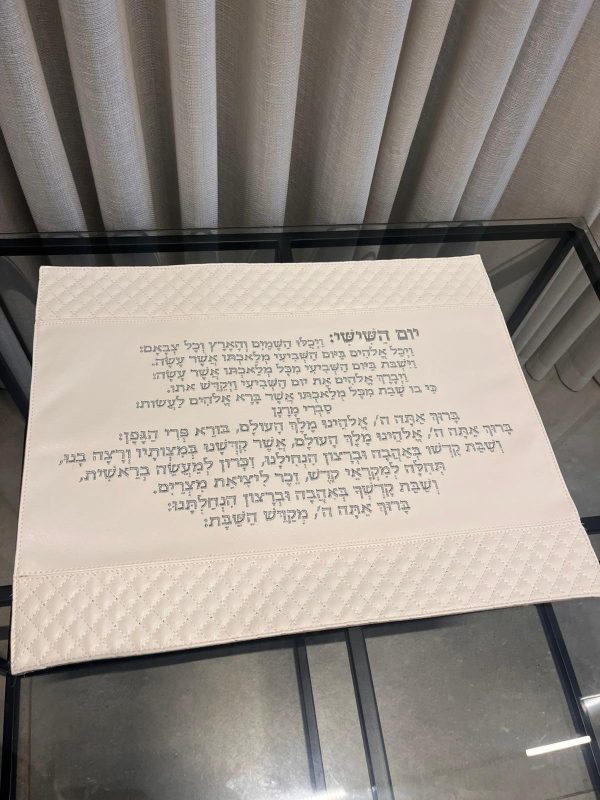 יוֹם הַשִּׁישִׁי: וַיְכֻלּוּ הַשָּׁמַיִם וְהָאָרֶץ וְכָל צְבָאָם:
וַיְכַל אֱלֹהִים בַּיּוֹם הַשְּׁבִיעִי מְלַאכְתּוֹ אֲשֶׁר עָשָׂה.
וַיִּשְׁבֹּת בַּיּוֹם הַשְּׁבִיעִי מִכָּל מְלַאכְתּוֹ אֲשֶׁר עָשָׂה:
וַיְבָרֶךְ אֱלֹהִים אֶת יוֹם הַשְּׁבִיעִי וַיְקַדֵּשׁ אֹתוֹ.
כִּי בוֹ שָׁבַת מִכָּל מְלַאכְתּוֹ אֲשֶׁר בָּרָא אֱלֹהִים לַעֲשׂוֹת:
סַבְרִי מָרָנָן
בָּרוּךְ אַתָּה ה', אֱלֹהֵינוּ מֶלֶךְ הָעוֹלָם, בּוֹרֵא פְּרִי הַגָּפֶן:
בָּרוּךְ אַתָּה ה', אֱלֹהֵינוּ מֶלֶךְ הָעוֹלָם, אֲשֶׁר קִדְּשָׁנוּ בְּמִצְוֹתָיו וְרָצָה בָנוּ,
וְשַׁבַּת קָדְשׁוֹ בְּאַהֲבָה וּבְרָצוֹן הִנְחִילָנוּ, זִכָּרוֹן לְמַעֲשֵׂה בְרֵאשִׁית,
תְּחִלָּה לְמִקְרָאֵי קֹדֶשׁ, זֵכֶר לִיצִיאַת מִצְרַיִם.
וְשַׁבַּת קָדְשְׁךָ בְּאַהֲבָה וּבְרָצוֹן הִנְחַלְתָּנוּ:
בָּרוּךְ אַתָּה ה', מְקַדֵּשׁ הַשַּׁבָּת: